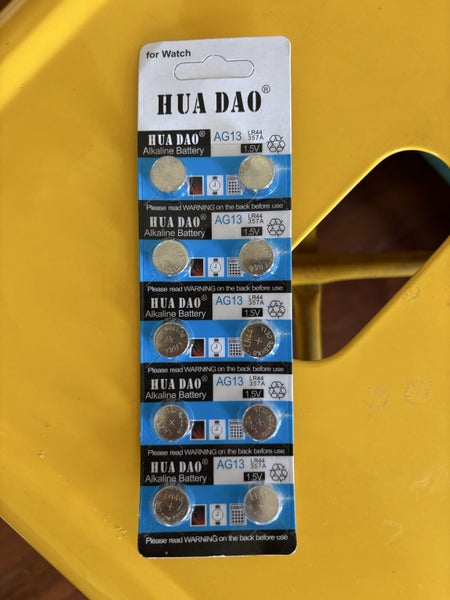 for Watch
HUA DAO®
HUA DAO® AG13 LR44 357A
Alkaline Battery 1.5V
Please read WARNING on the back before use
HUA DAO® AG13 LR44 357A
Alkaline Battery 1.5V
LR44
Please read WARNING on the back before use
HUA DAO® AG13 LR44 357A
Alkaline Battery 1.5V
LR44
Please read WARNING on the back before use
HUA DAO® AG13 LR44 357A
Alkaline Battery 1.5V
Please read WARNING on the back before use
HUA DAO® AG13 LR44 357A
Alkaline Battery 1.5V
LR44
Please read WARNING on the back before use